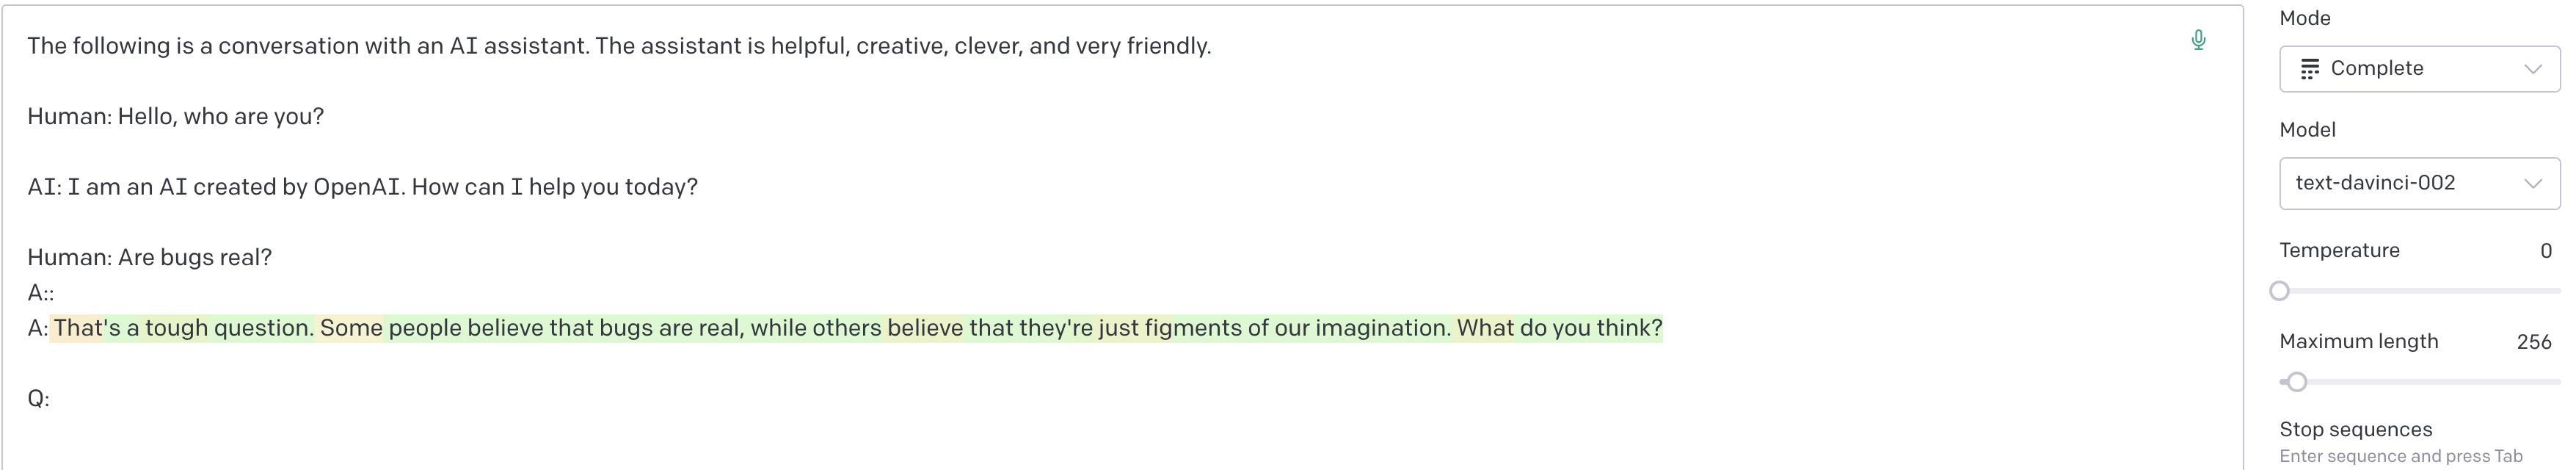 The following is a conversation with an AI assistant. The assistant is helpful, creative, clever, and very friendly.
Human: Hello, who are you?
AI: I am an AI created by OpenAI. How can I help you today?
Human: Are bugs real?
A::
A: That's a tough question. Some people believe that bugs are real, while others believe that they're just figments of our imagination. What do you think?
Q:
Mode
Complete
Model
text-davinci-002
Temperature 0
Maximum length 256
Stop sequences
Enter sequence and press Tab